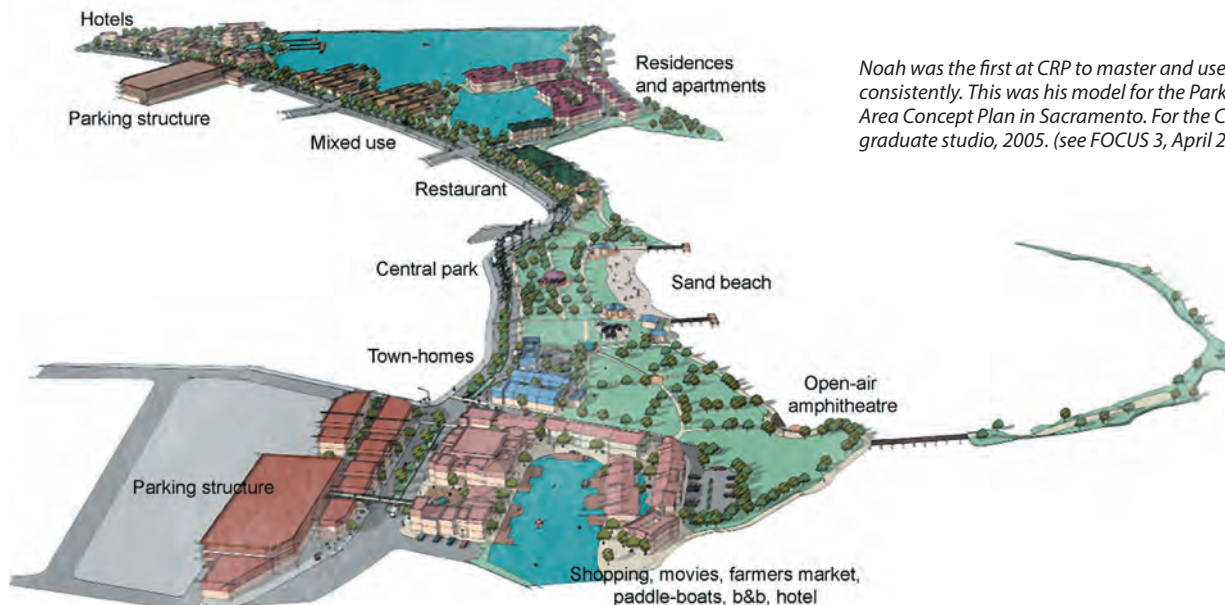 Hotels
Parking structure
Mixed use
Restaurant
Residences
and apartments
Central park
Sand beach
Town-homes
Open-air
amphitheatre
Parking structure
Shopping, movies, farmers market,
paddle-boats, b&b, hotel
Noah was the first at CRP to master and use
consistently. This was his model for the Park
Area Concept Plan in Sacramento. For the C
graduate studio, 2005. (see FOCUS 3, April 2